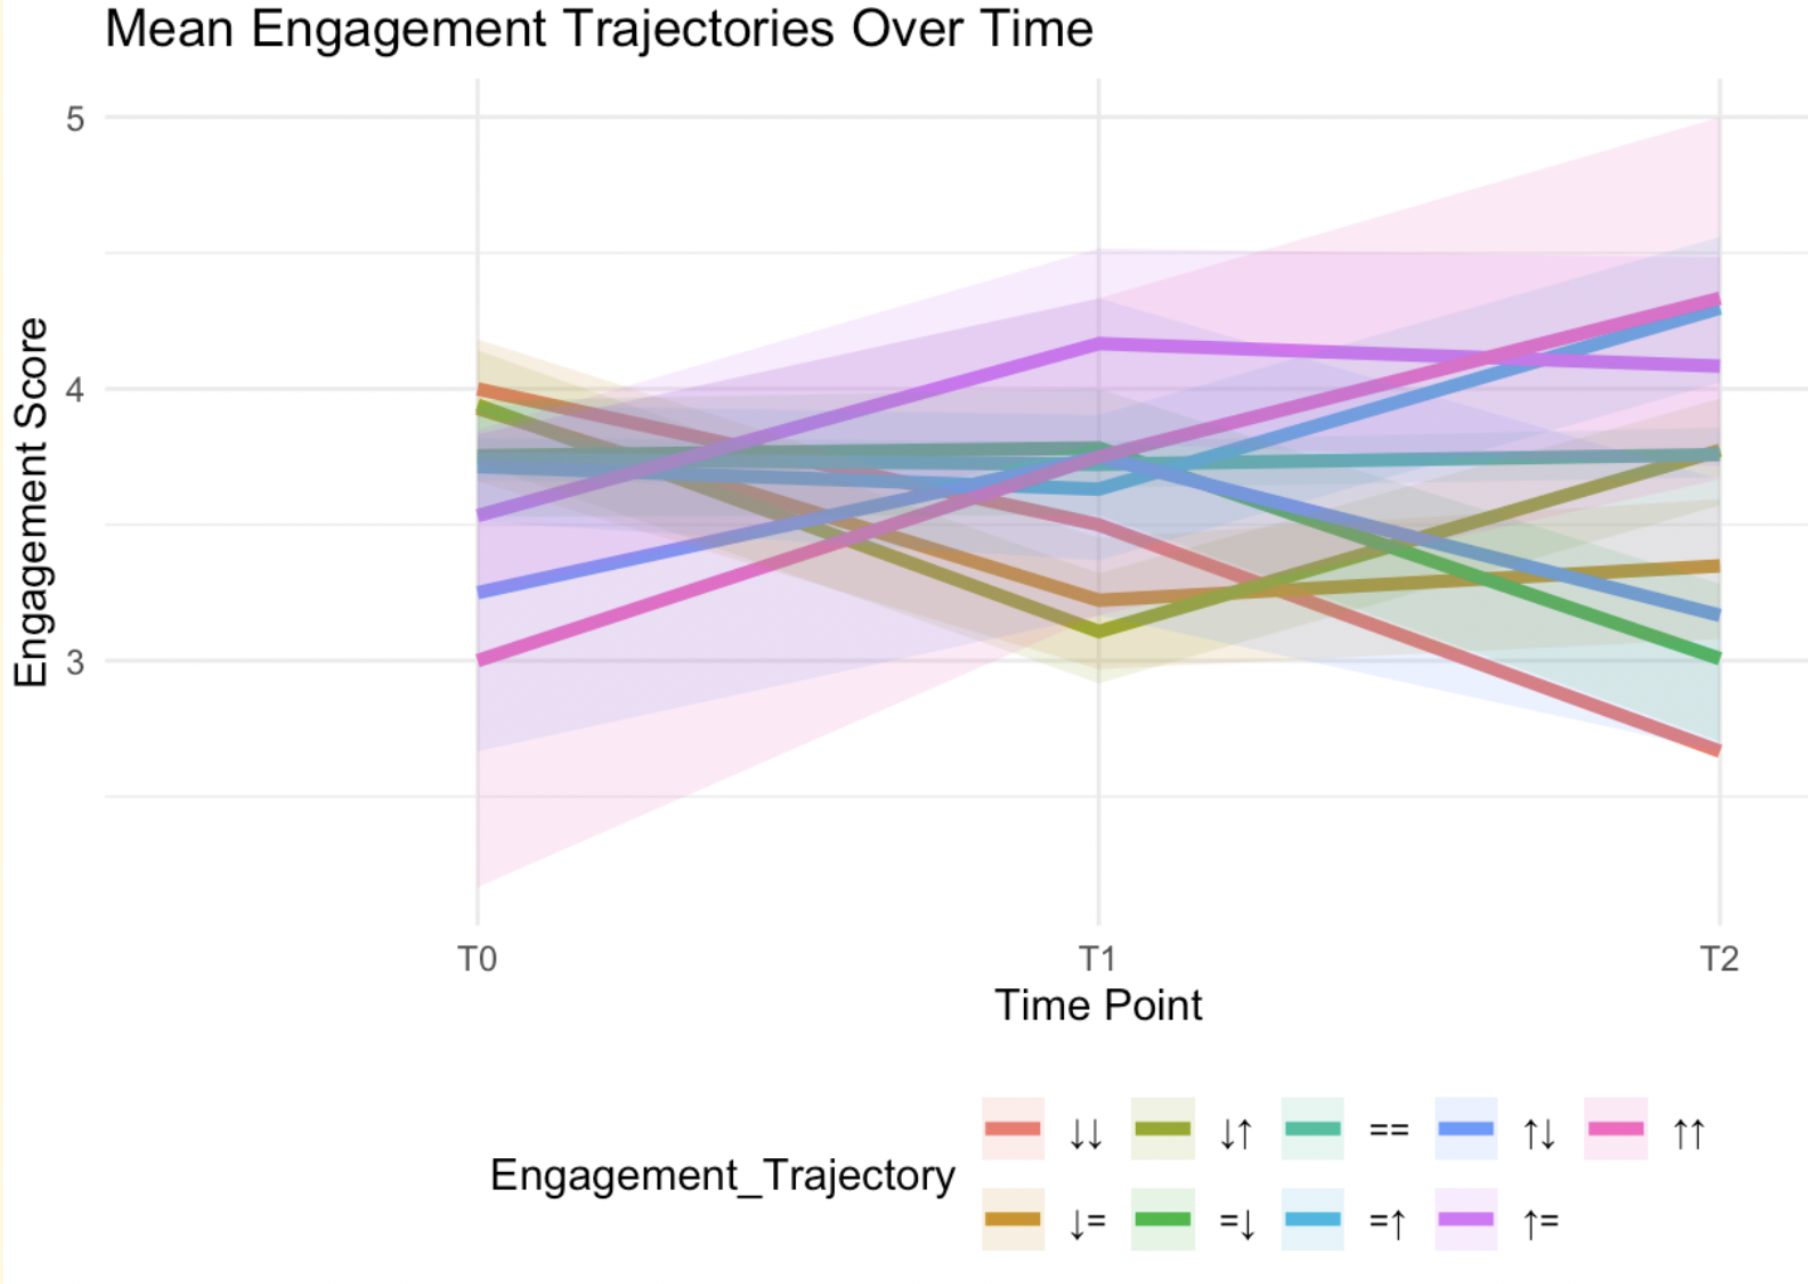 Mean Engagement Trajectories Over Time
Engagement Score
5
4
3
T0 T1 T2
Time Point
Engagement_Trajectory
↓↓ ↓↑ == ↑↓ ↑↑
↓= =↓ =↑ ↑=